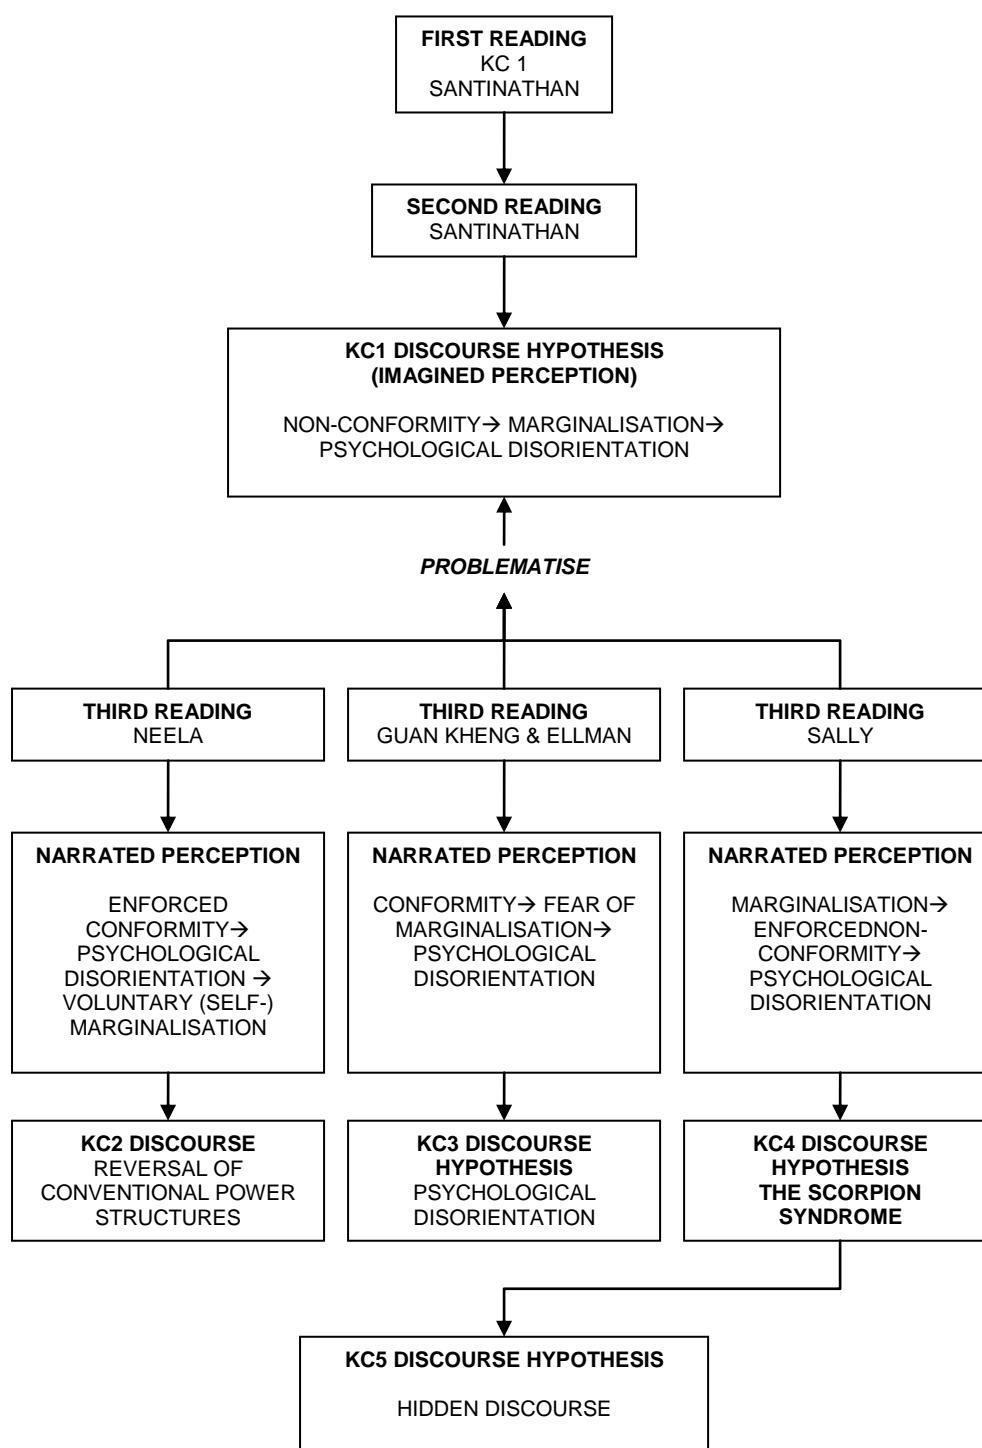 FIRST READING
KC 1
SANTINATHAN
SECOND READING
SANTINATHAN
KC1 DISCOURSE HYPOTHESIS
(IMAGINED PERCEPTION)
NON-CONFORMITY→ MARGINALISATION→
PSYCHOLOGICAL DISORIENTATION
PROBLEMATISE
THIRD READING
NEELA
THIRD READING
GUAN KHENG & ELLMAN
THIRD READING
SALLY
NARRATED PERCEPTION
ENFORCED
CONFORMITY→
PSYCHOLOGICAL
DISORIENTATION →
VOLUNTARY (SELF-)
MARGINALISATION
NARRATED PERCEPTION
CONFORMITY→ FEAR OF
MARGINALISATION→
PSYCHOLOGICAL
DISORIENTATION
NARRATED PERCEPTION
MARGINALISATION→
ENFORCEDNON-
CONFORMITY→
PSYCHOLOGICAL
DISORIENTATION
KC2 DISCOURSE
REVERSAL OF
CONVENTIONAL POWER
STRUCTURES
KC3 DISCOURSE
HYPOTHESIS
PSYCHOLOGICAL
DISORIENTATION
KC4 DISCOURSE
HYPOTHESIS
THE SCORPION
SYNDROME
KC5 DISCOURSE HYPOTHESIS
HIDDEN DISCOURSE